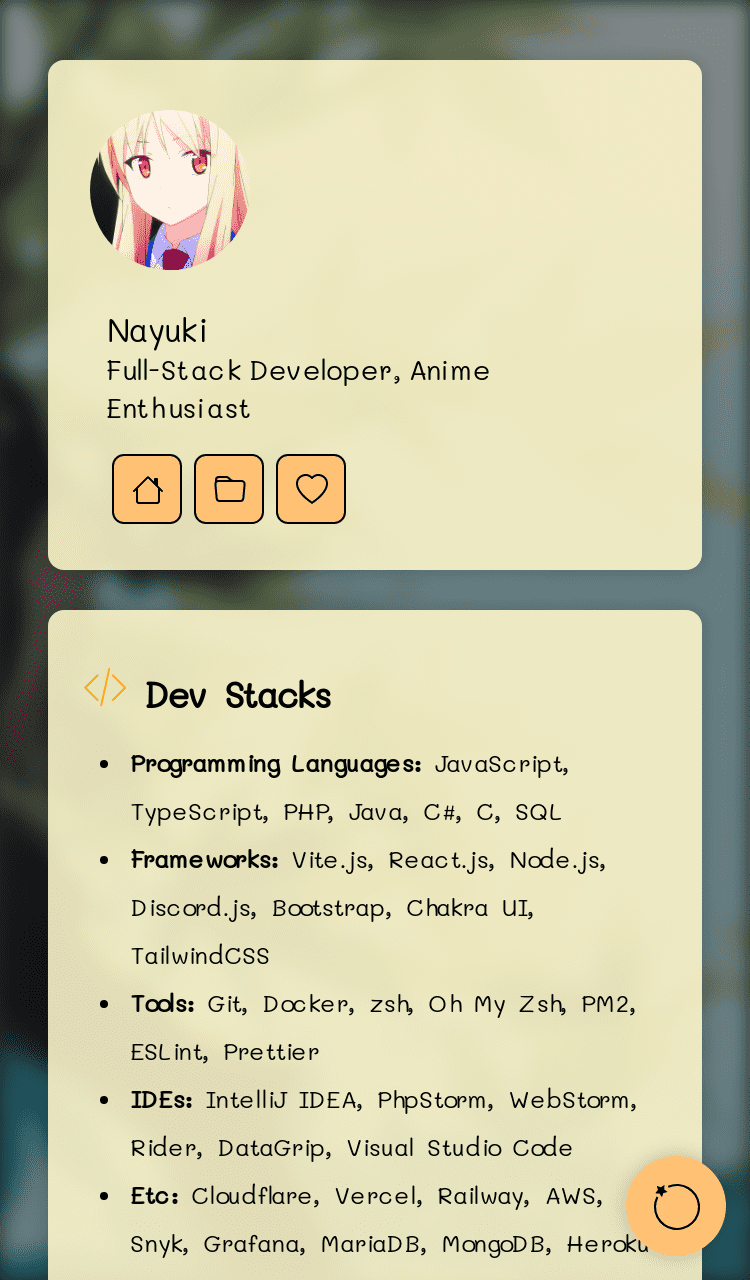 Nayuki
Full-Stack Developer, Anime
Enthusiast
Dev Stacks
Programming Languages: JavaScript,
TypeScript, PHP, Java, C#, C, SQL
Frameworks: Vite.js, React.js, Node.js,
Discord.js, Bootstrap, Chakra UI,
TailwindCSS
Tools: Git, Docker, zsh, Oh My Zsh, PM2,
ESLint, Prettier
IDEs: IntelliJ IDEA, PhpStorm, WebStorm,
Rider, DataGrip, Visual Studio Code
Etc: Cloudflare, Vercel, Railway, AWS,
Snyk, Grafana, MariaDB, MongoDB, Heroku